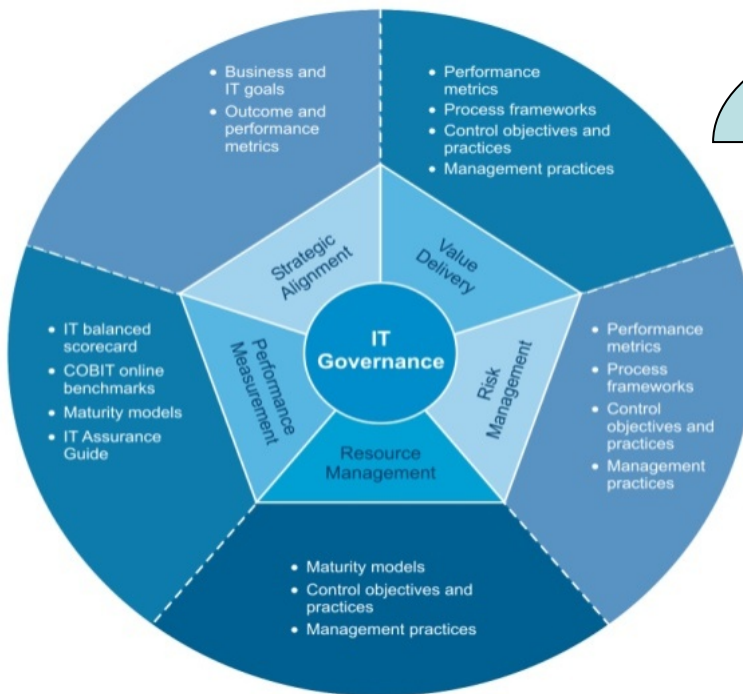 • Business and
IT goals
• Outcome and
performance
metrics
• Performance
metrics
• Process frameworks
• Control objectives and
practices
• Management practices
Strategic
Alignment
Value
Delivery
IT
Governance
Performance
Measurement
Risk
Management
Resource
Management
• IT balanced
scorecard
• COBIT online
benchmarks
• Maturity models
• IT Assurance
Guide
• Performance
metrics
• Process
frameworks
• Control
objectives and
practices
• Management
practices
• Maturity models
• Control objectives and
practices
• Management practices